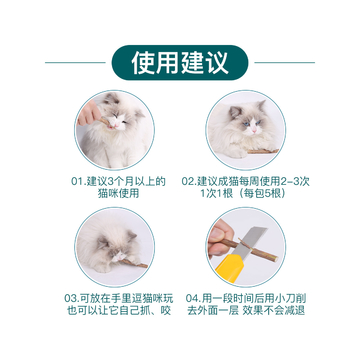 使用建议
01.建议3个月以上的
猫咪使用
02.建议成猫每周使用2-3次
1次1根（每包5根）
03.可放在手里逗猫咪玩
也可以让它自己抓、咬
04.用一段时间后用小刀削
去外面一层 效果不会减退